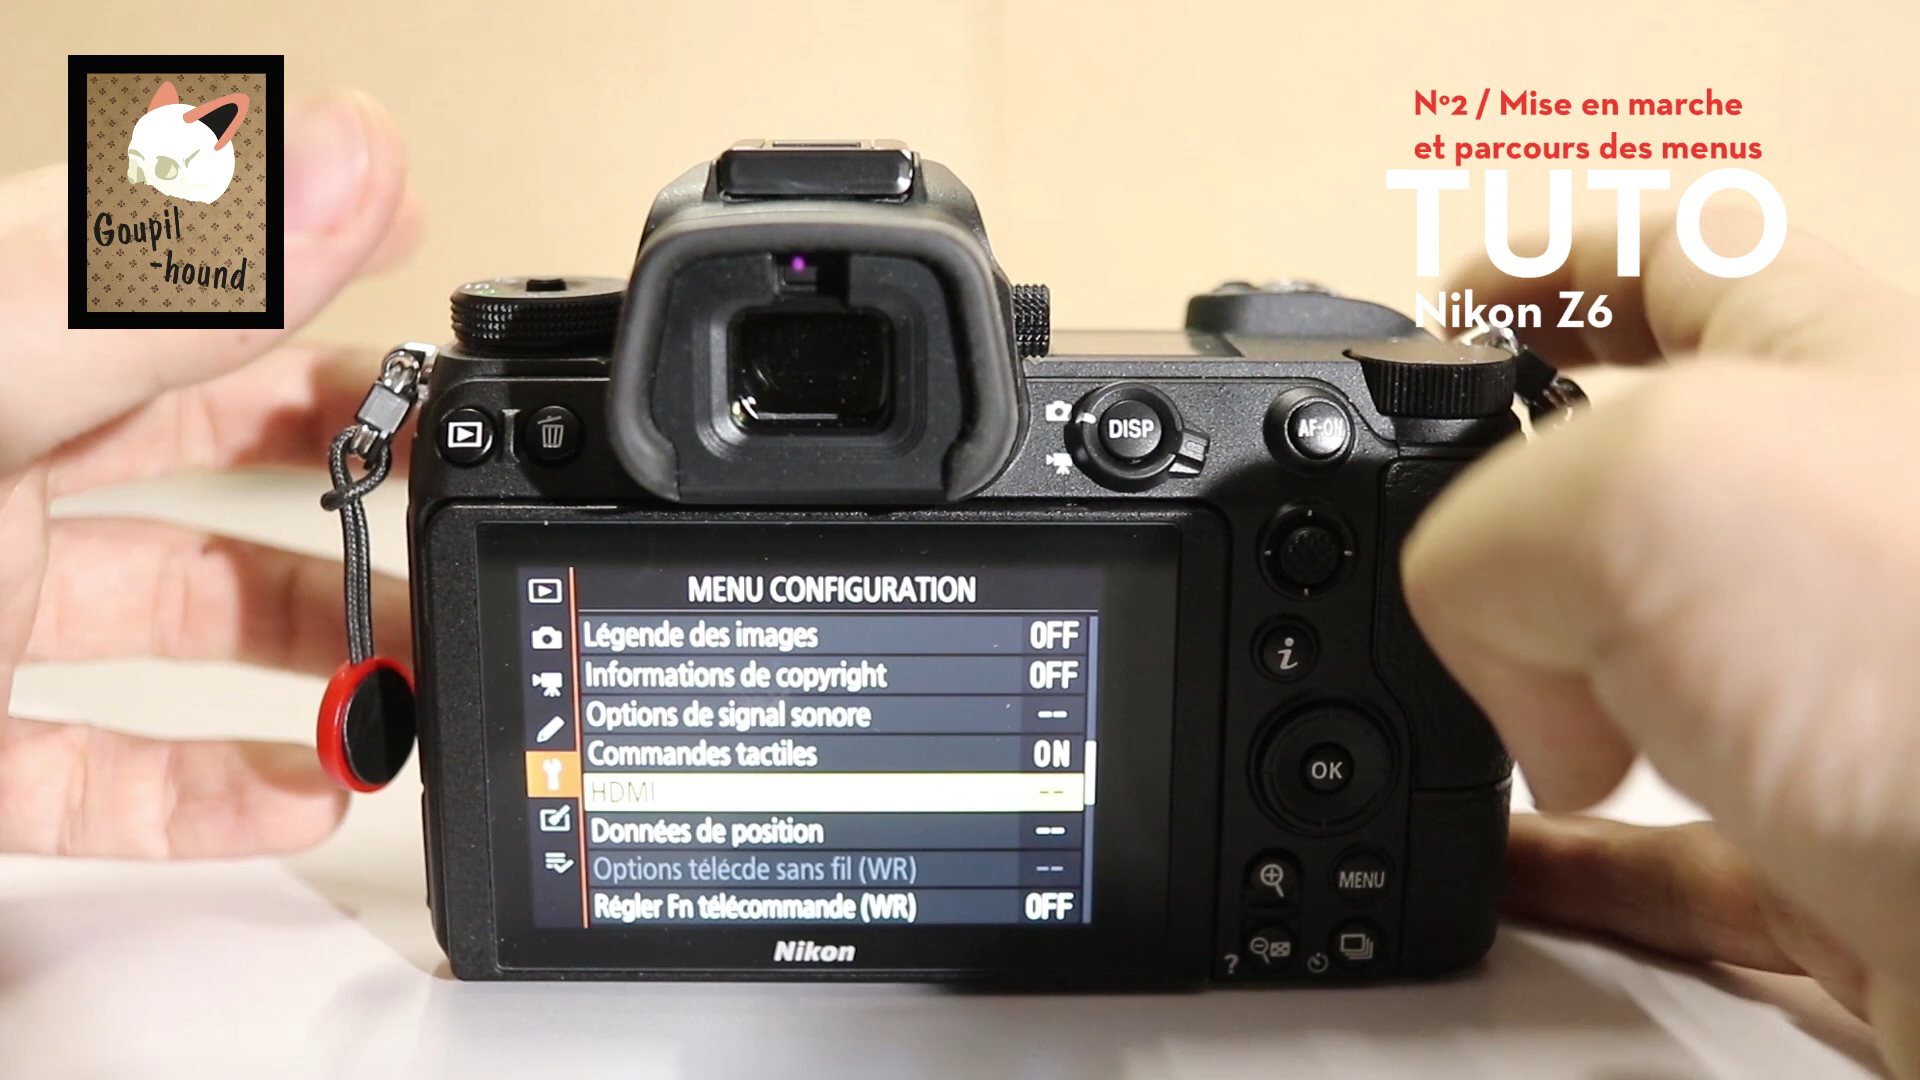 Goupil
-hound
Nº2 / Mise en marche
et parcours des menus
TUTO
Nikon Z6
DISP
AF-ON
MENU CONFIGURATION
Légende des images OFF
Informations de copyright OFF
Options de signal sonore --
Commandes tactiles ON
HDMI --
Données de position --
Options télécde sans fil (WR) --
Régler Fn télécommande (WR) OFF
i
OK
MENU
?
Nikon